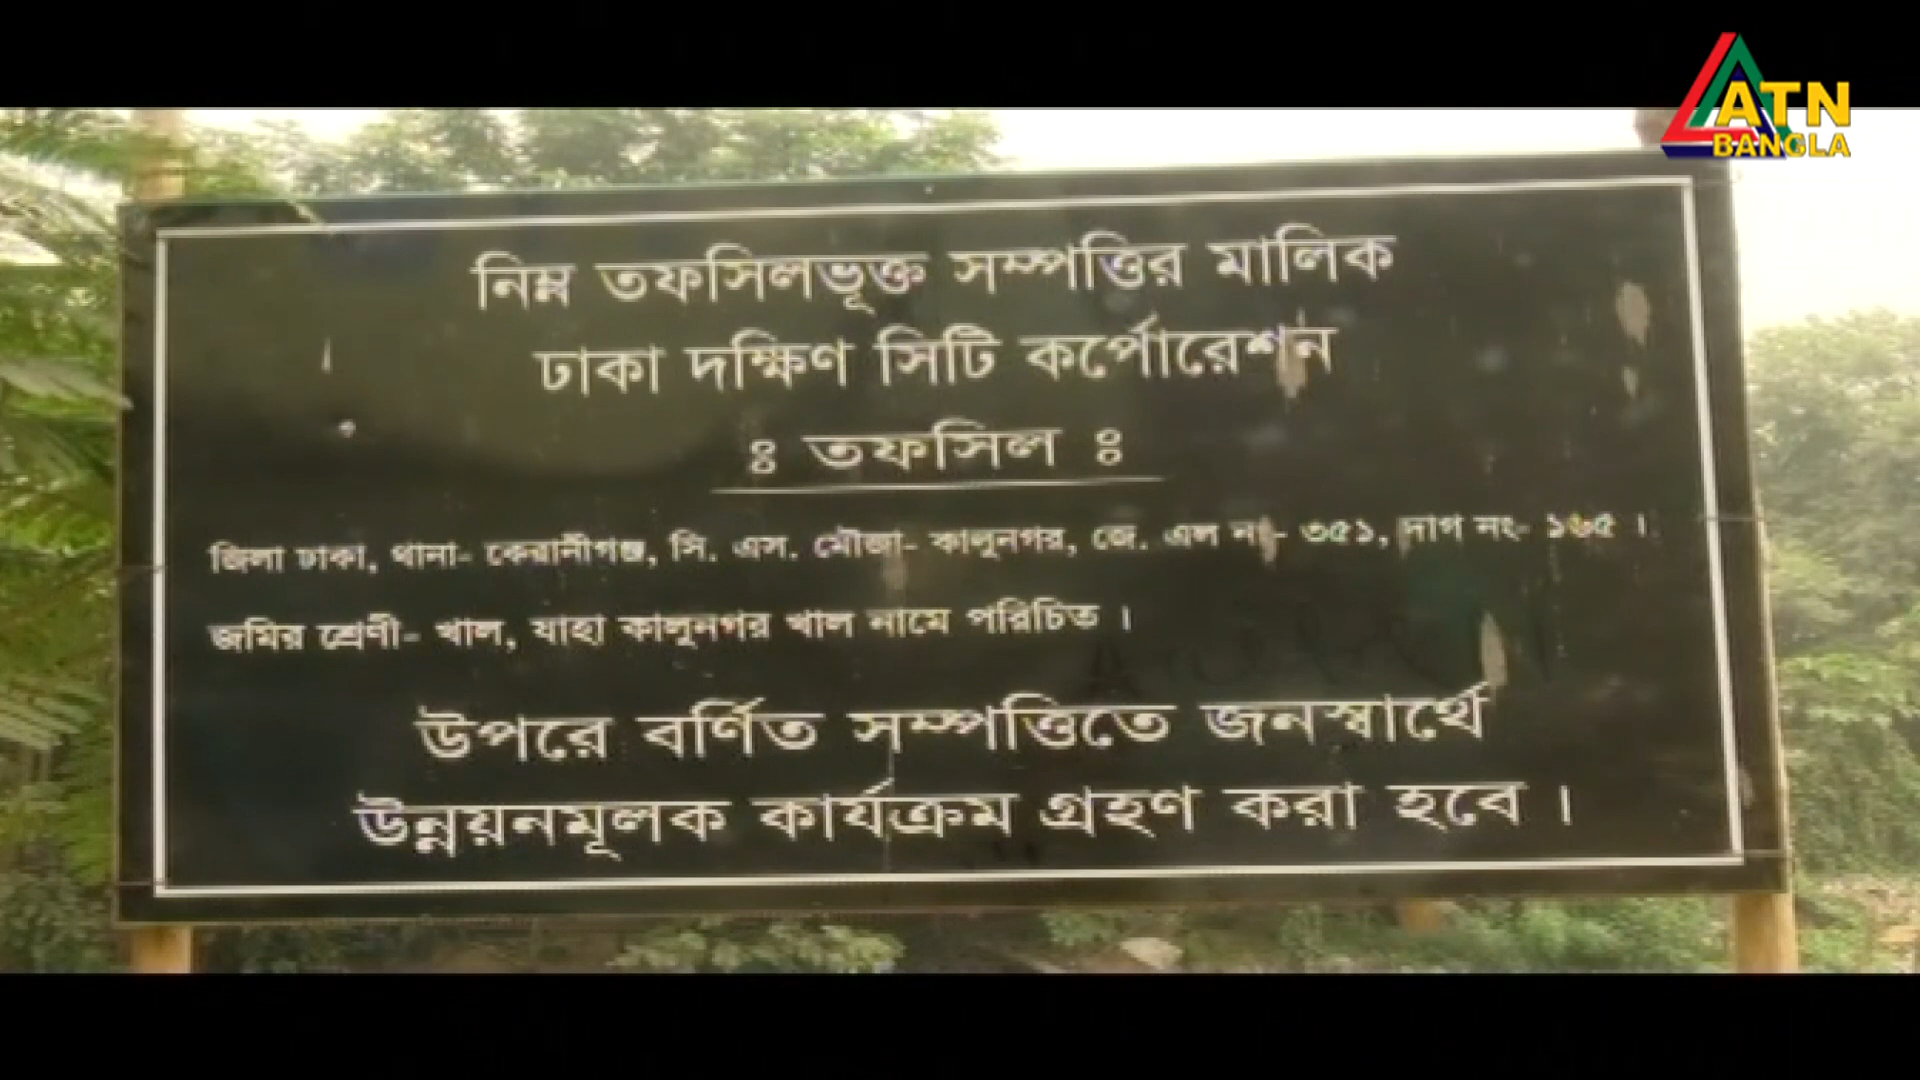 ATN
BANGLA
নিম্ন তফসিলভূক্ত সম্পত্তির মালিক
ঢাকা দক্ষিণ সিটি কর্পোরেশন
ঃ তফসিল ঃ
জিলা ঢাকা, থানা- কেরানীগঞ্জ, সি. এস. মৌজা- কালুনগর, জে. এল নং- ৩৫১, দাগ নং-
জমির শ্রেণী- খাল, যাহা কালুনগর খাল নামে পরিচিত ।
উপরে বর্ণিত সম্পত্তিতে জনস্বার্থে
উন্নয়নমূলক কার্যক্রম গ্রহণ করা হবে ।